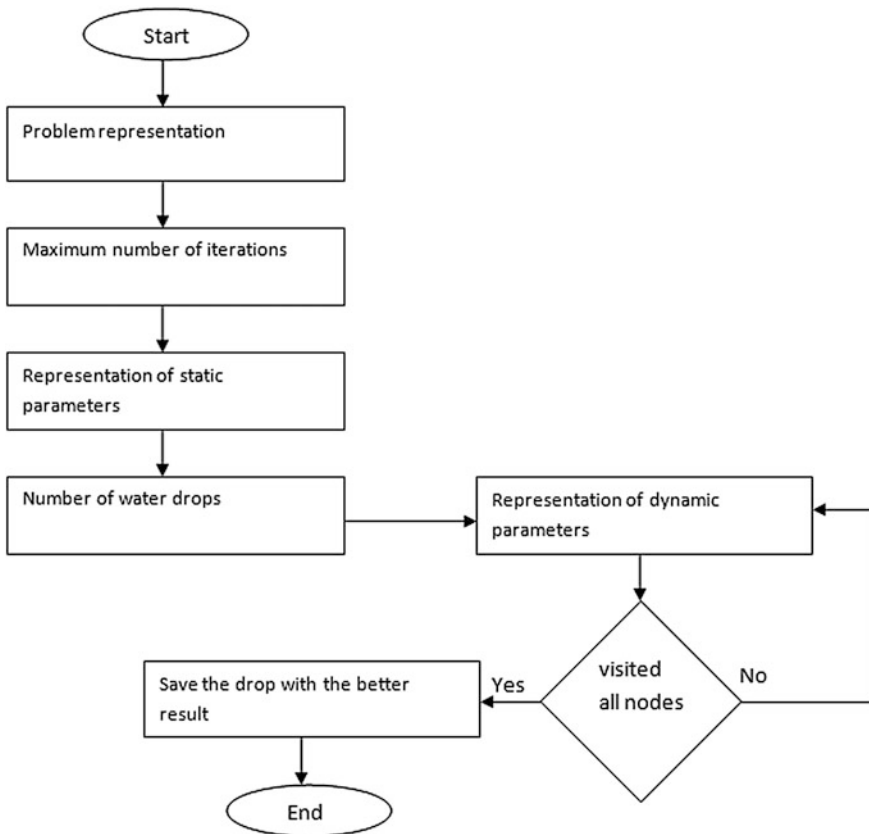 Start
Problem representation
Maximum number of iterations
Representation of static
parameters
Number of water drops
Representation of dynamic
parameters
visited
all nodes
No
Yes
Save the drop with the better
result
End